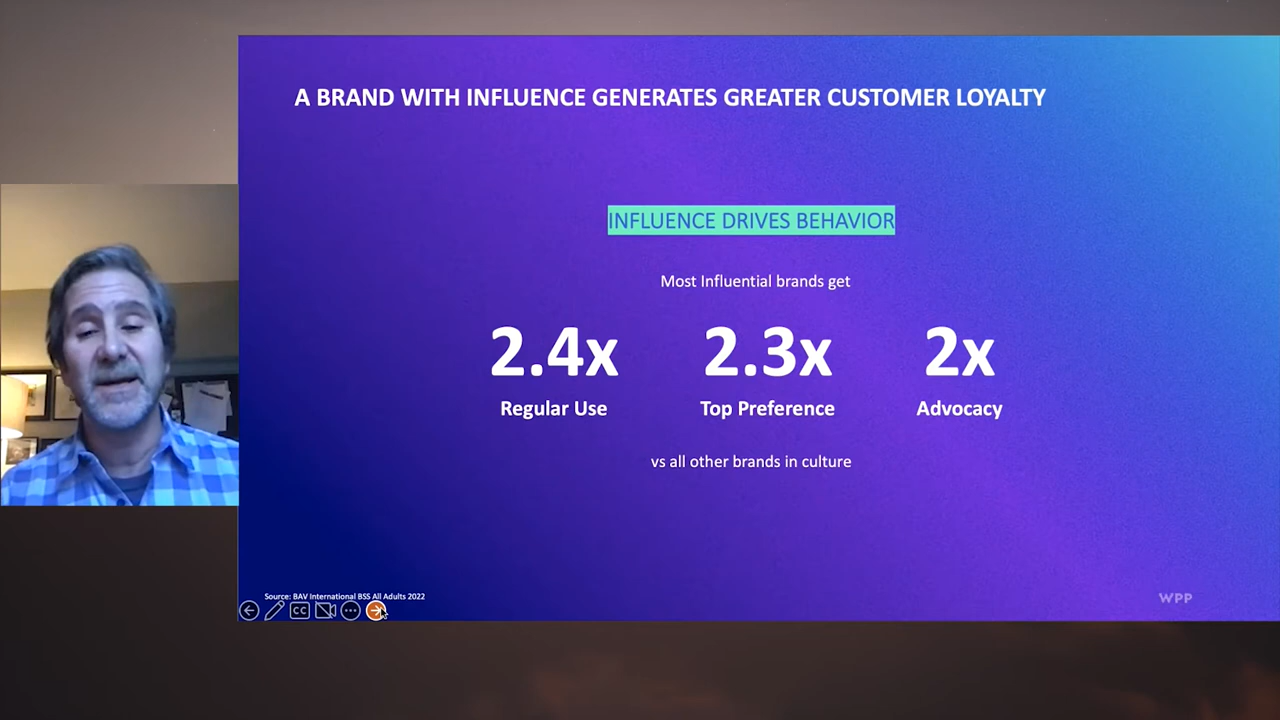 A BRAND WITH INFLUENCE GENERATES GREATER CUSTOMER LOYALTY
INFLUENCE DRIVES BEHAVIOR
Most Influential brands get
2.4x 2.3x 2x
Regular Use Top Preference Advocacy
vs all other brands in culture
Source: BAV International BSS All Adults 2022
CC
WPP